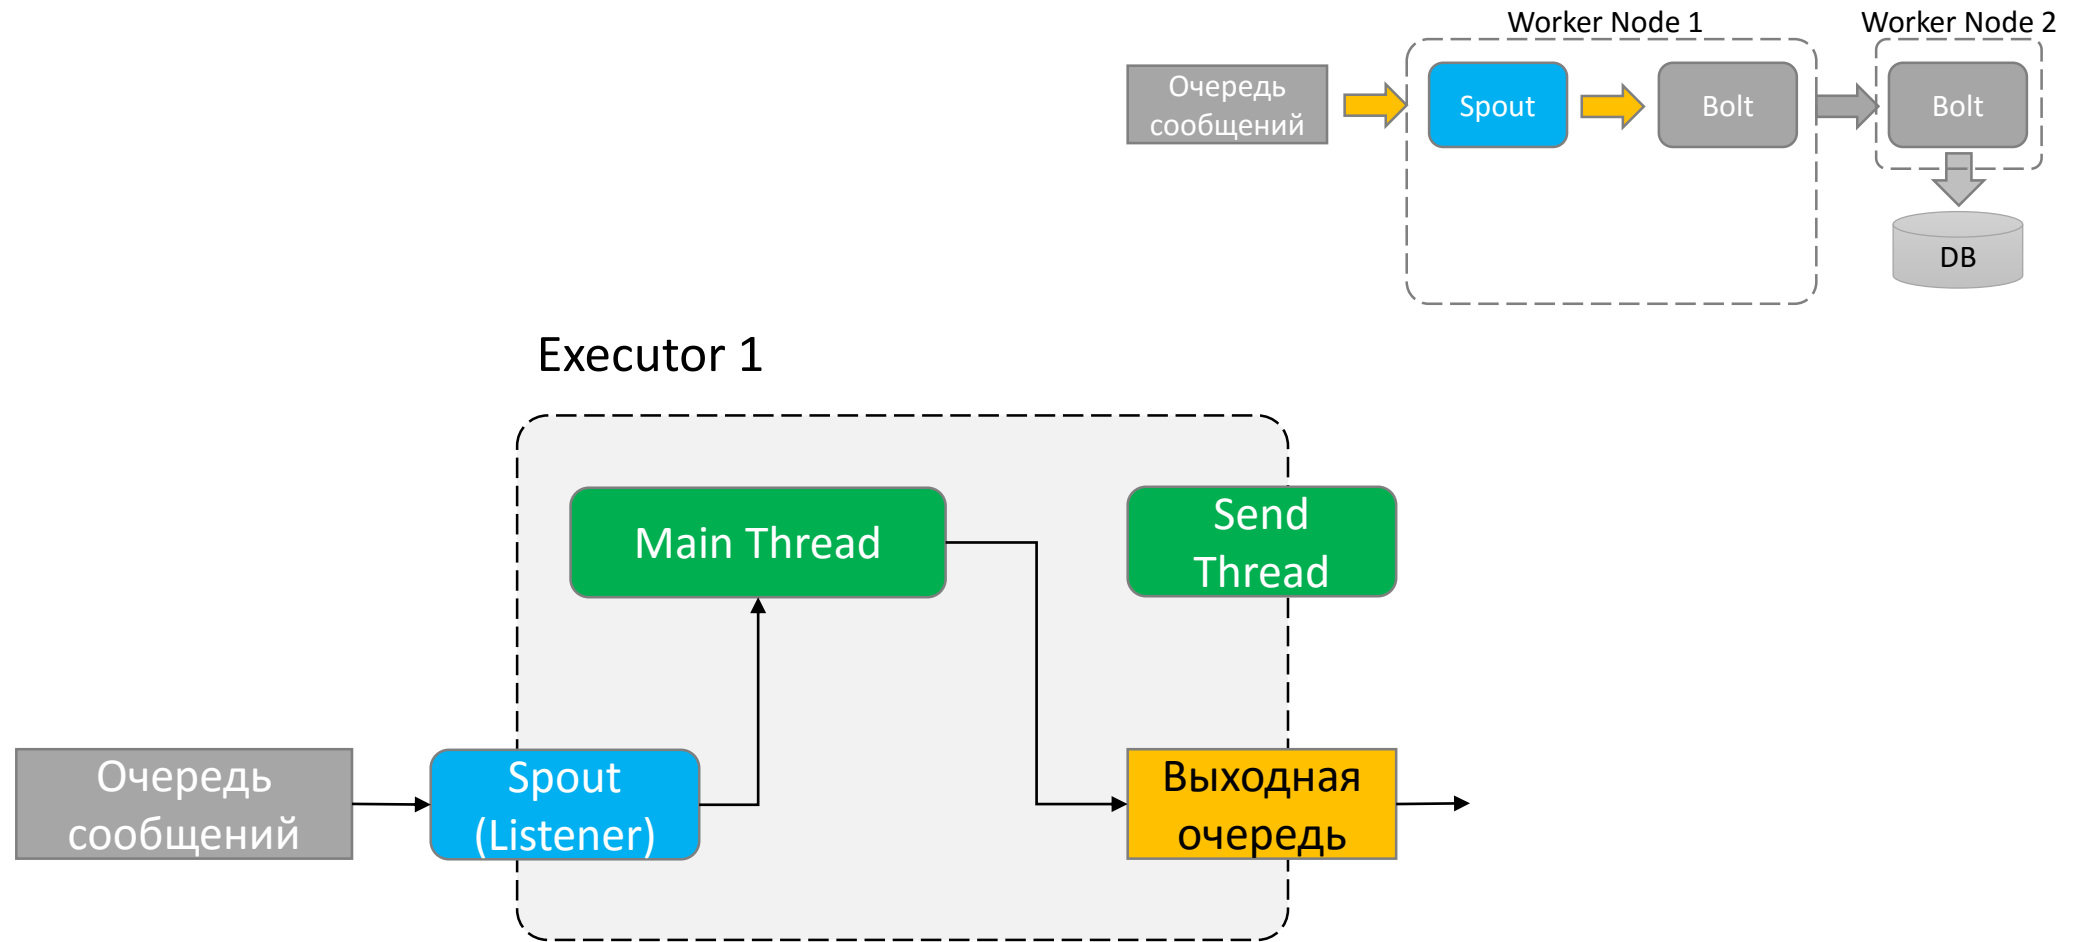 Worker Node 1
Worker Node 2
Очередь
сообщений
Spout
Bolt
Bolt
DB
Executor 1
Main Thread
Send
Thread
Очередь
сообщений
Spout
(Listener)
Выходная
очередь